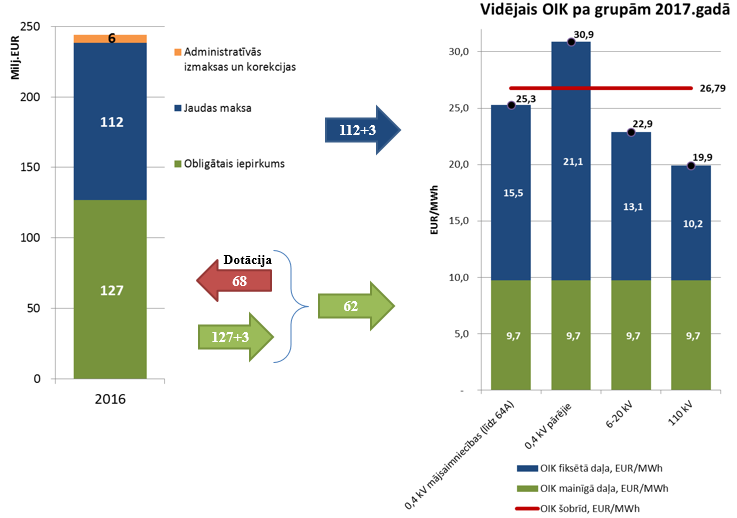 Milj.EUR
250
200
150
100
50
0
6
112
127
2016
Administratīvās
izmaksas un korekcijas
Jaudas maksa
Obligātais iepirkums
112+3
Dotācija
68
127+3
62
Vidējais OIK pa grupām 2017.gadā
EUR/MWh
30,0
25,0
20,0
15,0
10,0
5,0
-
25,3
30,9
22,9
19,9
26,79
15,5
21,1
13,1
10,2
9,7
9,7
9,7
9,7
0,4 kV mājsaimniecības (līdz 64A)
0,4 kV pārējie
6-20 kV
110 kV
OIK fiksētā daļa, EUR/MWh
OIK mainīgā daļa, EUR/MWh
OIK šobrīd, EUR/MWh